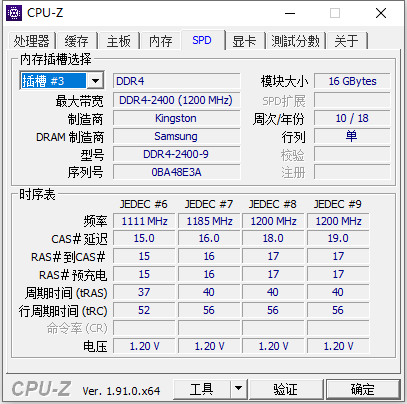 CPU-Z
处理器 缓存 主板 内存 SPD 显卡 測試分數 关于
内存插槽选择
插槽 #3 DDR4 模块大小 16 GBytes
最大带宽 DDR4-2400 (1200 MHz) SPD扩展
制造商 Kingston 周次/年份 10 / 18
DRAM 制造商 Samsung 行列 单
型号 DDR4-2400-9 校验
序列号 0BA48E3A 注册
时序表
JEDEC #6 JEDEC #7 JEDEC #8 JEDEC #9
频率 1111 MHz 1185 MHz 1200 MHz 1200 MHz
CAS# 延迟 15.0 16.0 18.0 19.0
RAS# 到CAS# 15 16 17 17
RAS# 预充电 15 16 17 17
周期时间 (tRAS) 37 40 40 40
行周期时间 (tRC) 52 56 56 56
命令率 (CR)
电压 1.20 V 1.20 V 1.20 V 1.20 V
CPU-Z Ver. 1.91.0.x64 工具 验证 确定